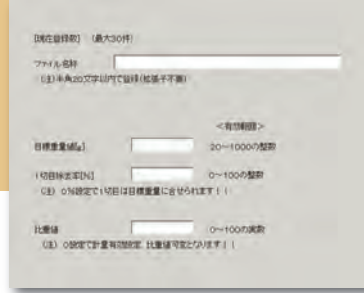 [現在登録数] (最大30件)
ファイル名称
(注)半角20文字以内で登録(拡張子不要)
<有効範囲>
目標重量値[g] 20～1000の整数
1切目除去率[%] 0～100の整数
(注) 0%設定で1切目は目標重量に合せられます！！
比重値 0～100の実数
(注) 0設定で計量有効設定、比重値可変となります！！